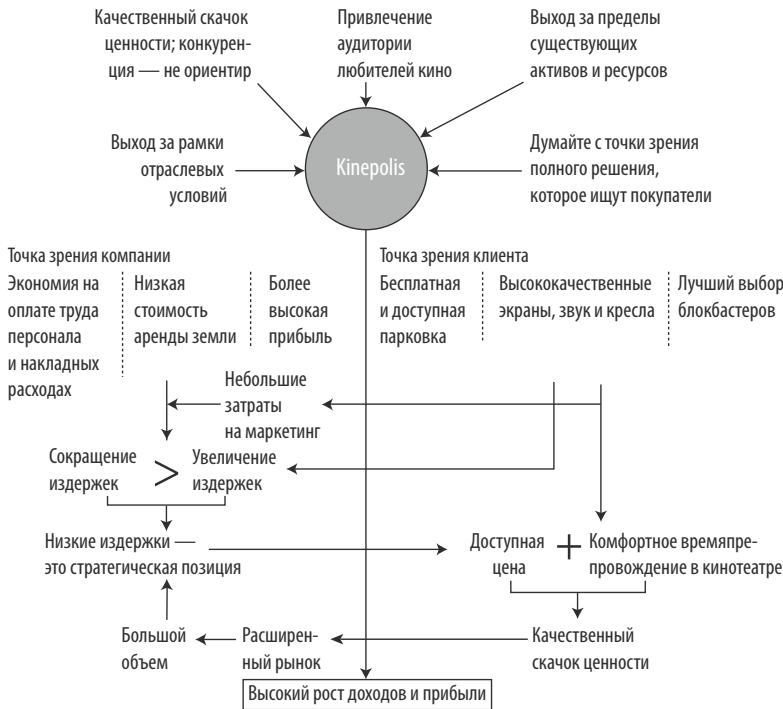 Качественный скачок
ценности; конкурен-
ция — не ориентир
Привлечение
аудитории
любителей кино
Выход за пределы
существующих
активов и ресурсов
Выход за рамки
отраслевых
условий
Kinepolis
Думайте с точки зрения
полного решения,
которое ищут покупатели
Точка зрения компании
Экономия на
оплате труда
персонала
и накладных
расходах
Низкая
стоимость
аренды земли
Более
высокая
прибыль
Точка зрения клиента
Бесплатная
и доступная
парковка
Высококачественные
экраны, звук и кресла
Лучший выбор
блокбастеров
Небольшие
затраты
на маркетинг
Сокращение
издержек
>
Увеличение
издержек
Низкие издержки —
это стратегическая позиция
Доступная
цена
+
Комфортное времяпре-
провождение в кинотеатре
Большой
объем
Расширен-
ный рынок
Качественный
скачок ценности
Высокий рост доходов и прибыли